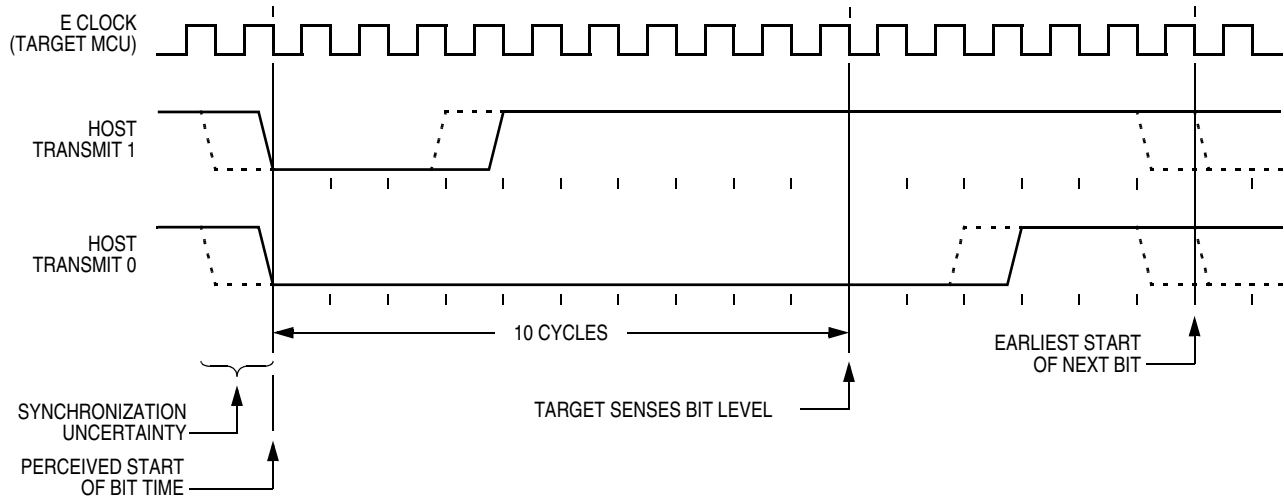 E CLOCK
(TARGET MCU)
HOST
TRANSMIT 1
HOST
TRANSMIT 0
10 CYCLES
EARLIEST START
OF NEXT BIT
SYNCHRONIZATION
UNCERTAINTY
TARGET SENSES BIT LEVEL
PERCEIVED START
OF BIT TIME